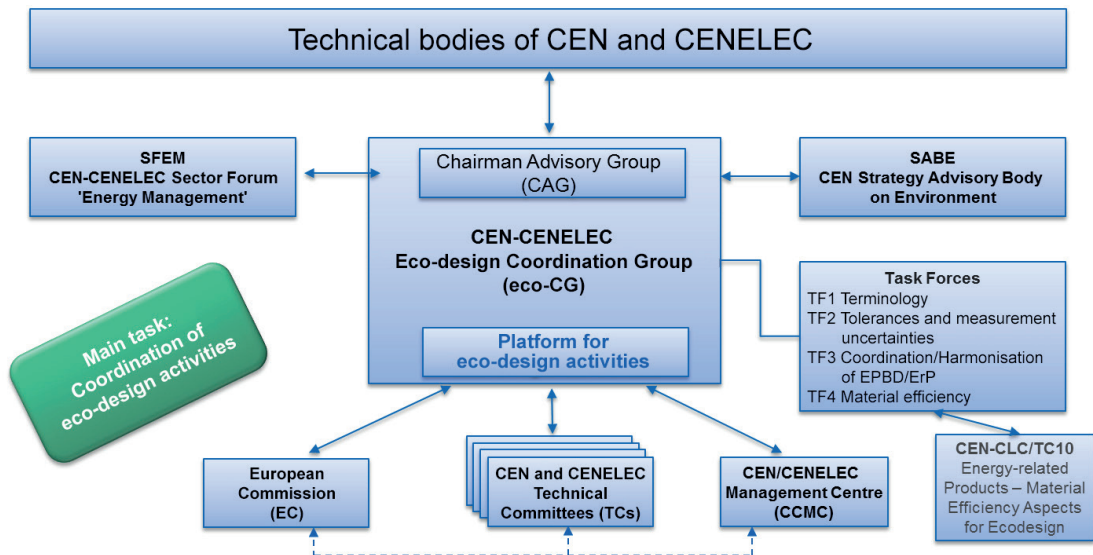 Technical bodies of CEN and CENELEC
SFEM
CEN-CENELEC Sector Forum
'Energy Management'
Chairman Advisory Group
(CAG)
CEN-CENELEC
Eco-design Coordination Group
(eco-CG)
Platform for
eco-design activities
SABE
CEN Strategy Advisory Body
on Environment
Main task:
Coordination of
eco-design activities
Task Forces
TF1 Terminology
TF2 Tolerances and measurement
uncertainties
TF3 Coordination/Harmonisation
of EPBD/ErP
TF4 Material efficiency
European
Commission
(EC)
CEN and CENELEC
Technical
Committees (TCs)
CEN/CENELEC
Management Centre
(CCMC)
CEN-CLC/TC10
Energy-related
Products – Material
Efficiency Aspects
for Ecodesign